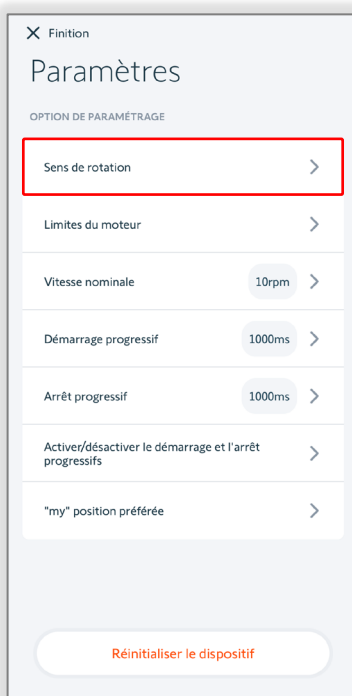 Finition
Paramètres
OPTION DE PARAMÉTRAGE
Sens de rotation
Limites du moteur
Vitesse nominale 10rpm
Démarrage progressif 1000ms
Arrêt progressif 1000ms
Activer/désactiver le démarrage et l'arrêt
progressifs
"my" position préférée
Réinitialiser le dispositif